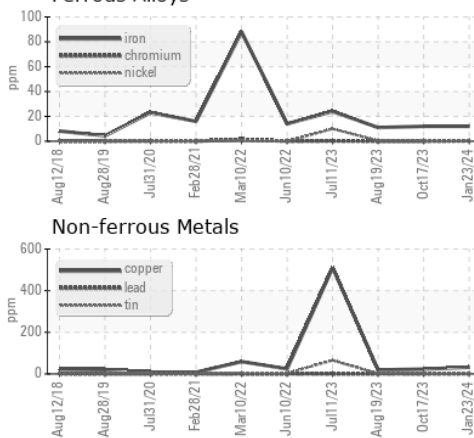 Ferrous Alloys
100
80
60
40
20
0
ppm
iron
chromium
nickel
Aug12/18
Aug28/19
Jul31/20
Feb28/21
Mar10/22
Jun10/22
Jul11/23
Aug19/23
Oct17/23
Jan23/24
Non-ferrous Metals
600
400
200
0
ppm
copper
lead
tin
Aug12/18
Aug28/19
Jul31/20
Feb28/21
Mar10/22
Jun10/22
Jul11/23
Aug19/23
Oct17/23
Jan23/24